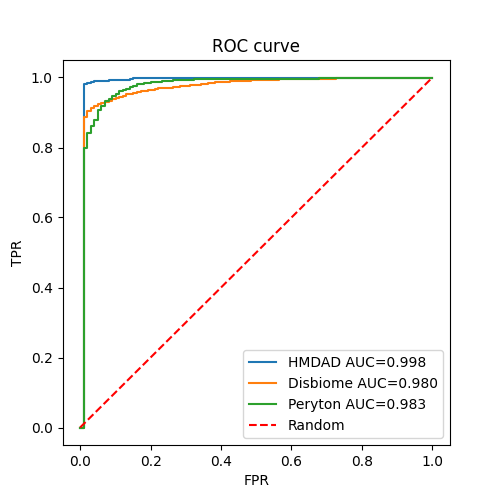 ROC curve
1.0
0.8
0.6
0.4
0.2
0.0
TPR
HMDAD AUC=0.998
Disbiome AUC=0.980
Peryton AUC=0.983
Random
0.0 0.2 0.4 0.6 0.8 1.0
FPR